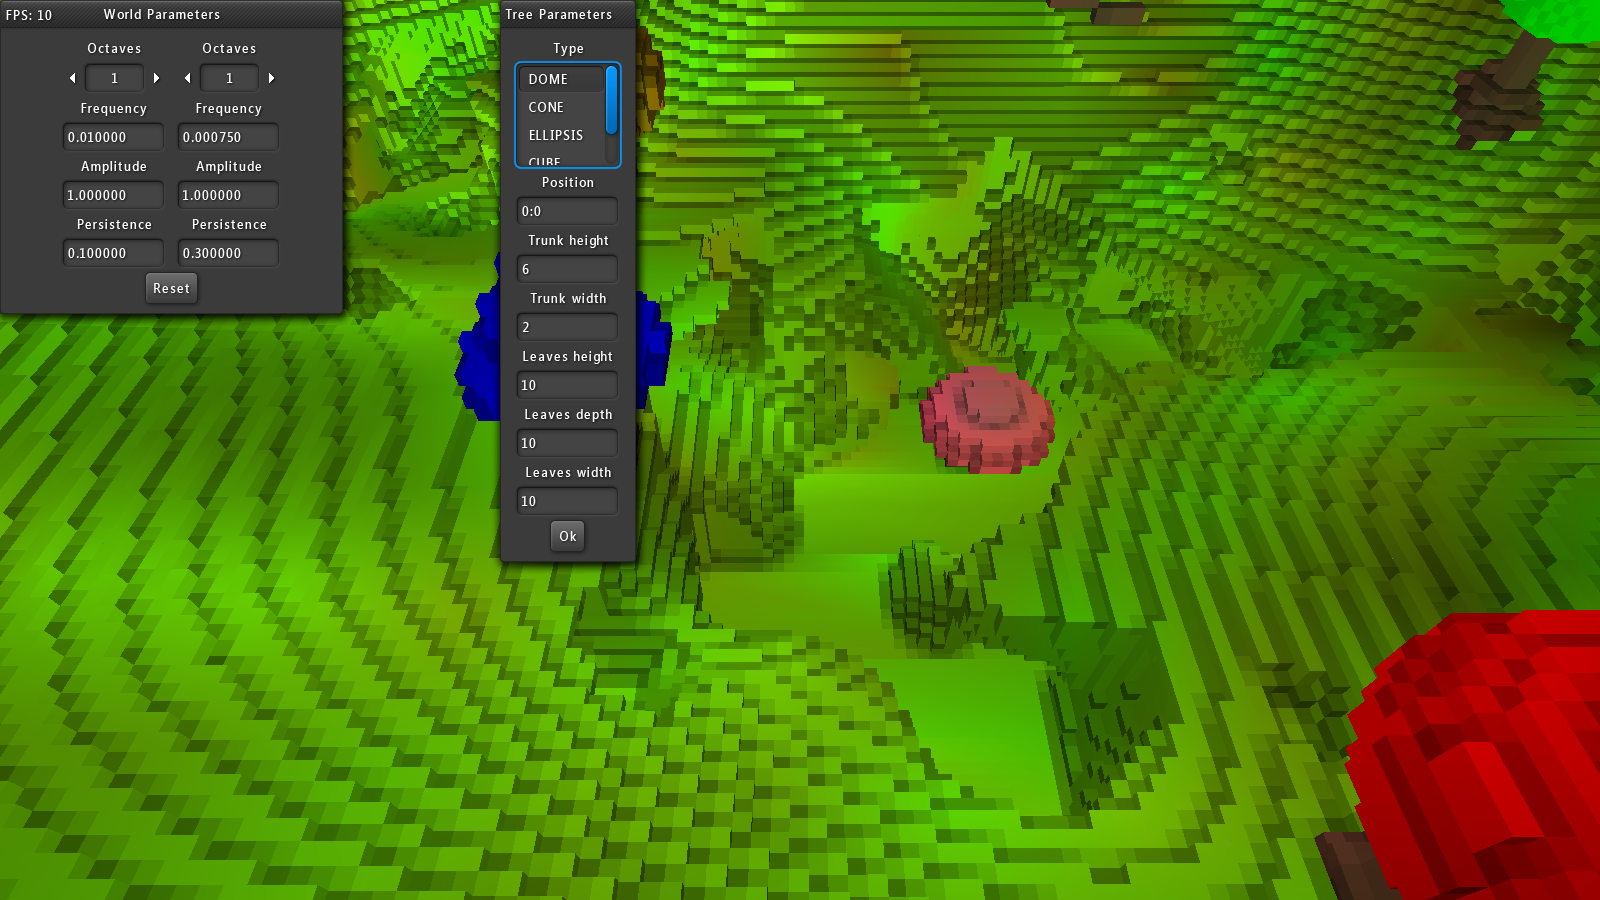 FPS: 10
World Parameters
Octaves Octaves
1 1
Frequency Frequency
0.010000 0.000750
Amplitude Amplitude
1.000000 1.000000
Persistence Persistence
0.100000 0.300000
Reset
Tree Parameters
Type
DOME
CONE
ELLIPSIS
CUBE
Position
0:0
Trunk height
6
Trunk width
2
Leaves height
10
Leaves depth
10
Leaves width
10
Ok